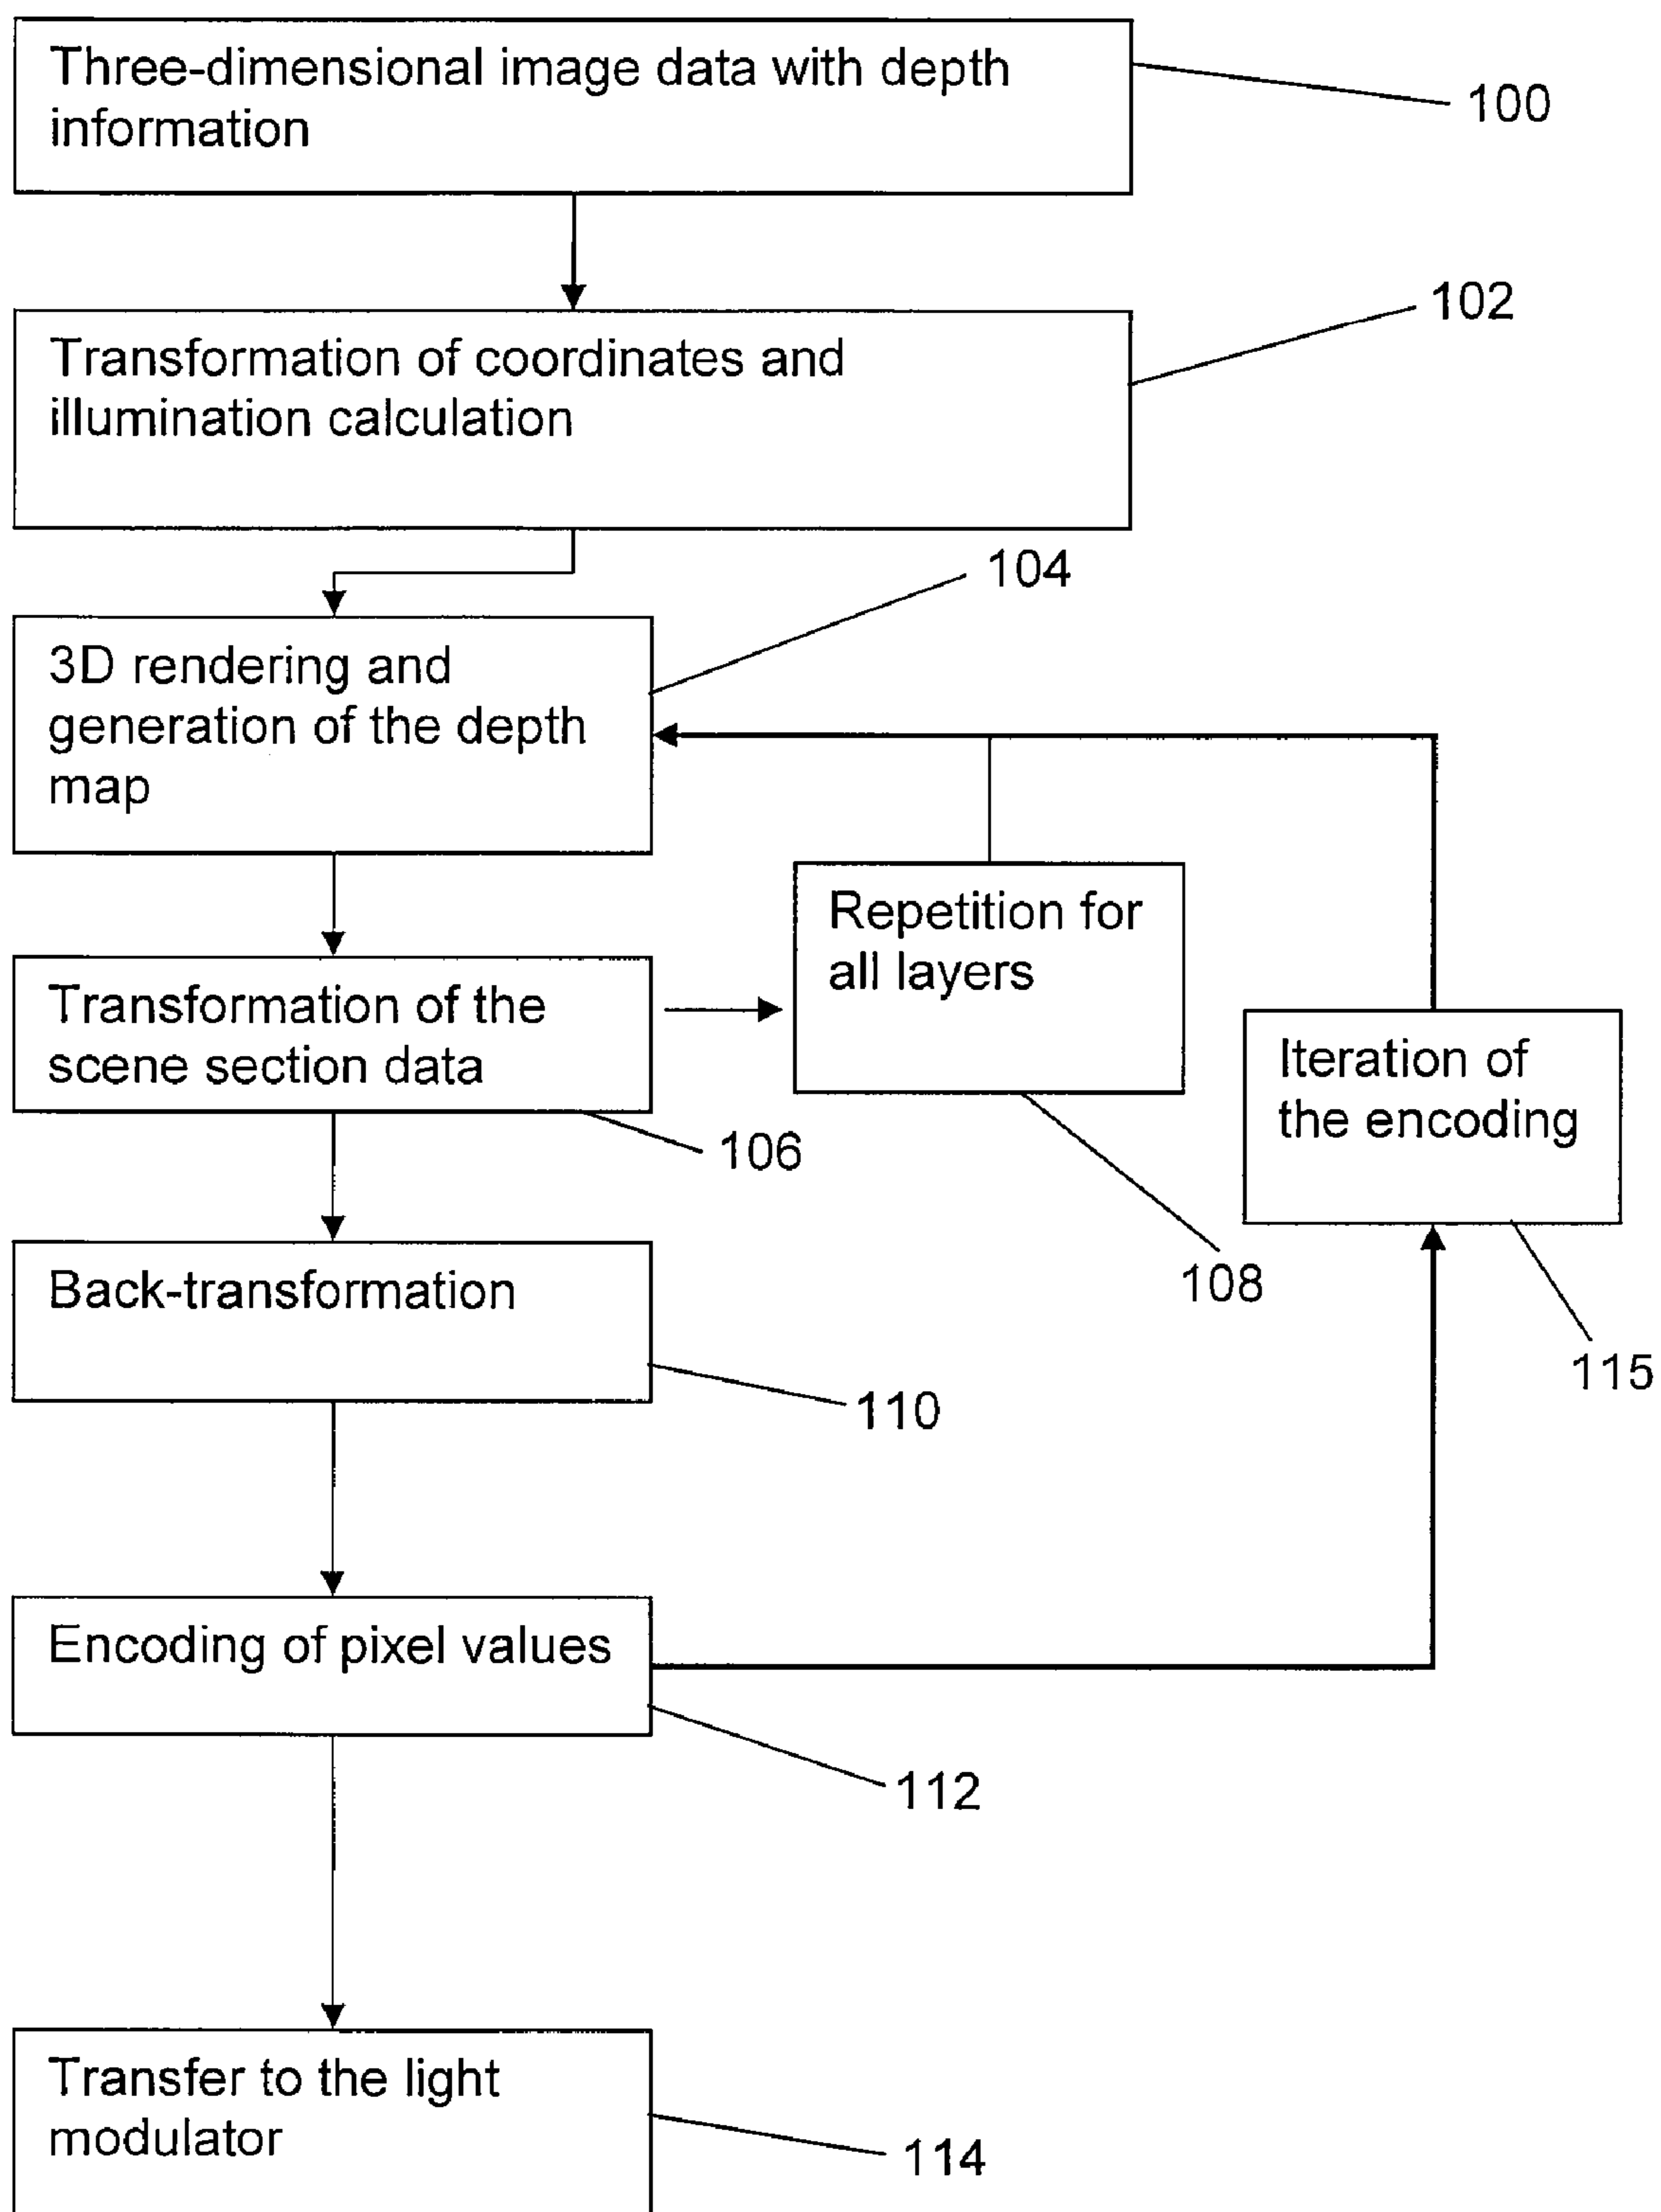 Three-dimensional image data with depth
information
100
Transformation of coordinates and
illumination calculation
102
104
3D rendering and
generation of the depth
map
Repetition for
all layers
Transformation of the
scene section data
Iteration of
the encoding
106
108
Back-transformation
115
110
Encoding of pixel values
112
Transfer to the light
modulator
114